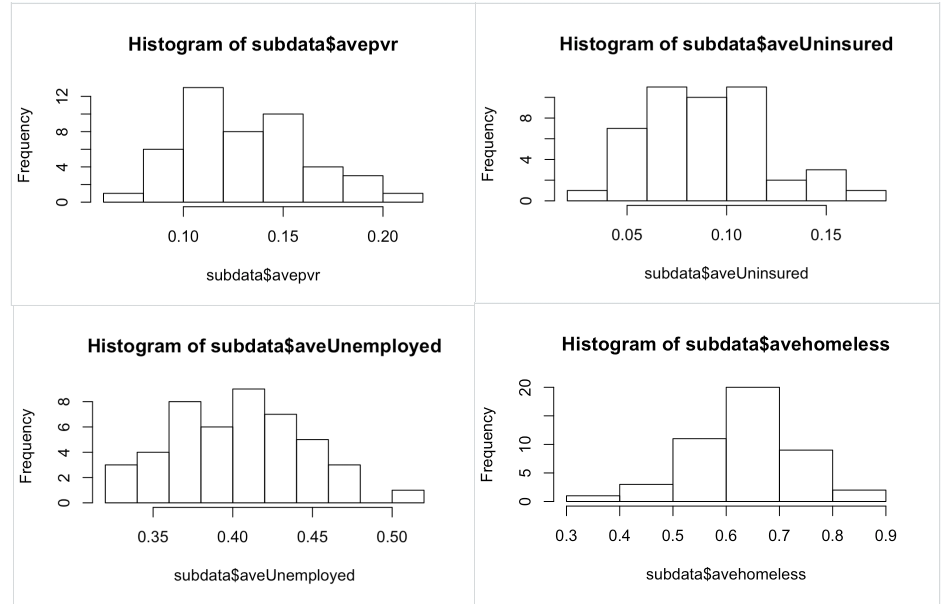 Histogram of subdata$avepvr
Frequency
12
8
4
0
0.10 0.15 0.20
subdata$avepvr
Histogram of subdata$aveUninsured
Frequency
8
4
0
0.05 0.10 0.15
subdata$aveUninsured
Histogram of subdata$aveUnemployed
Frequency
8
6
4
2
0
0.35 0.40 0.45 0.50
subdata$aveUnemployed
Histogram of subdata$avehomeless
Frequency
20
10
5
0
0.3 0.4 0.5 0.6 0.7 0.8 0.9
subdata$avehomeless